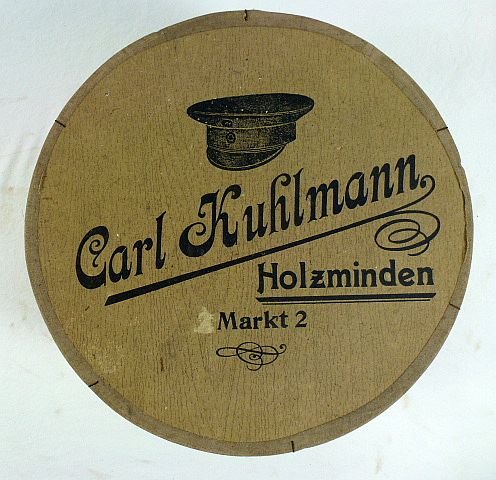 Carl Kuhlmann
Holzminden
Markt 2